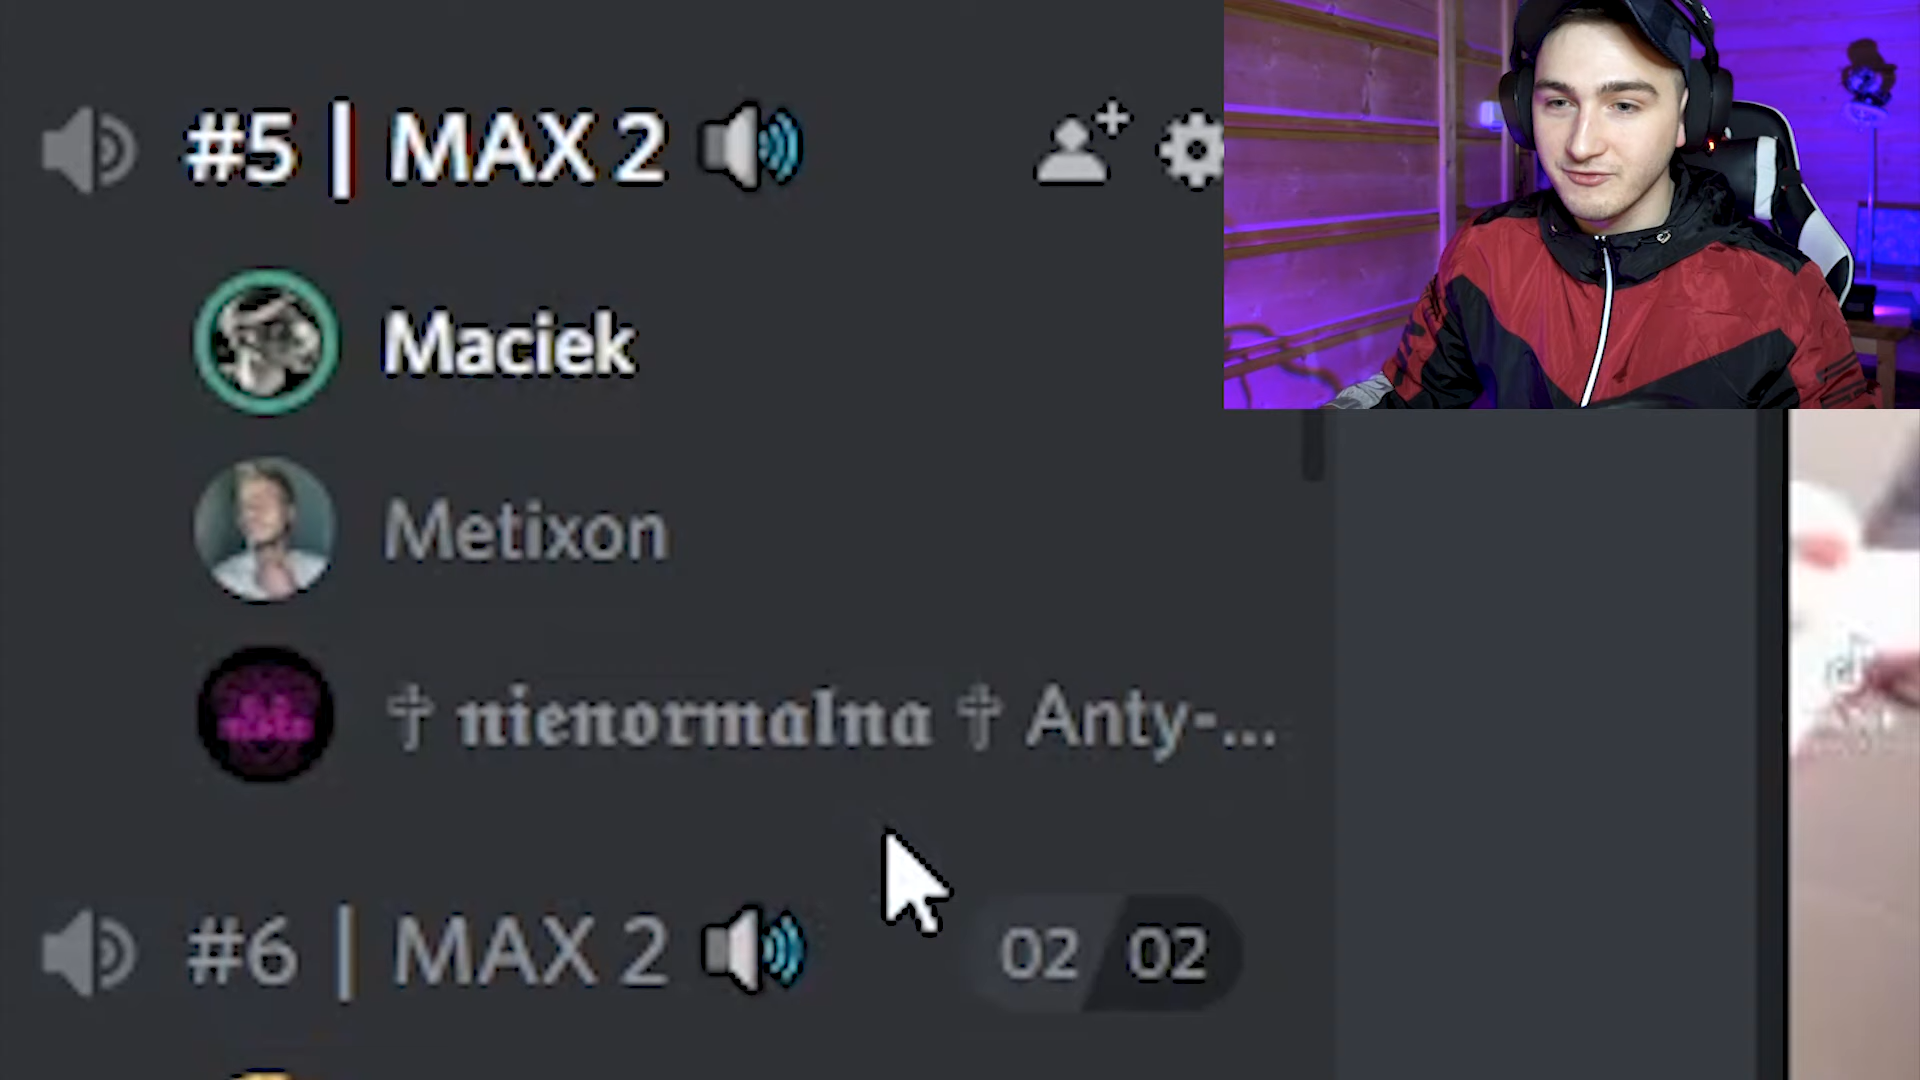 #5 | MAX 2 🔊
Maciek
Metixon
✞ 𝖓𝖎𝖊𝖓𝖔𝖗𝖒𝖆𝖑𝖓𝖆 ✞ Anty-...
#6 | MAX 2 🔊 02 02